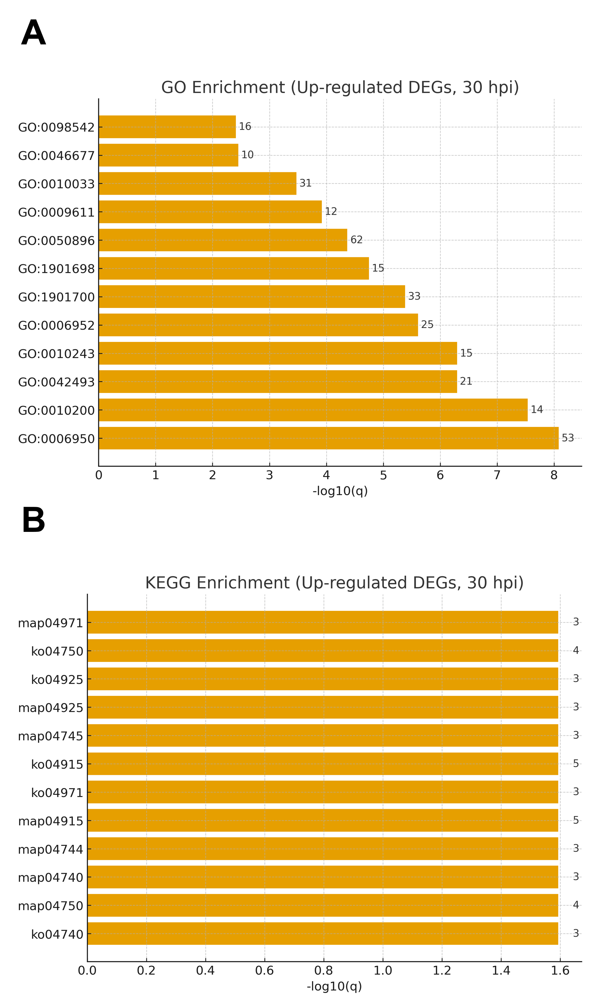 A
GO Enrichment (Up-regulated DEGs, 30 hpi)
GO:0098542 16
GO:0046677 10
GO:0010033 31
GO:0009611 12
GO:0050896 62
GO:1901698 15
GO:1901700 33
GO:0006952 25
GO:0010243 15
GO:0042493 21
GO:0010200 14
GO:0006950 53
0 1 2 3 4 5 6 7 8
-log10(q)
B
KEGG Enrichment (Up-regulated DEGs, 30 hpi)
map04971 3
ko04750 4
ko04925 3
map04925 3
map04745 3
ko04915 5
ko04971 3
map04915 5
map04744 3
map04740 3
map04750 4
ko04740 3
0.0 0.2 0.4 0.6 0.8 1.0 1.2 1.4 1.6
-log10(q)